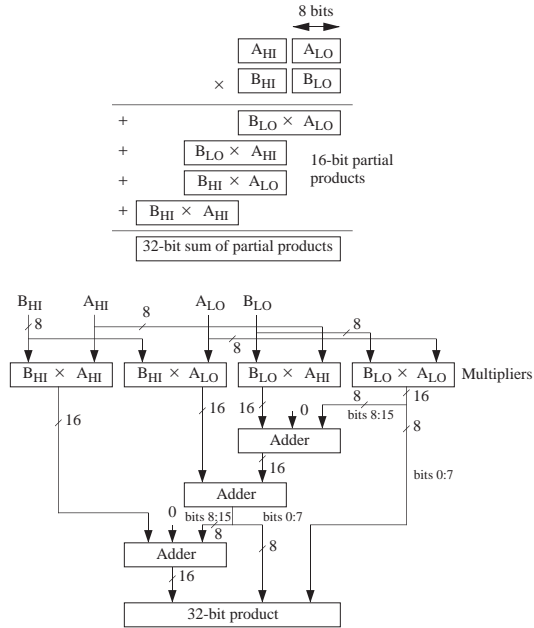 8 bits
A_HI A_LO
× B_HI B_LO
+ B_LO × A_LO
+ B_LO × A_HI
16-bit partial
products
+ B_HI × A_LO
+ B_HI × A_HI
32-bit sum of partial products
B_HI A_HI A_LO B_LO
8 8 8 8
B_HI × A_HI B_HI × A_LO B_LO × A_HI B_LO × A_LO Multipliers
16 16 16 0 8 16
bits 8:15 8
Adder
16
bits 0:7
Adder
0 bits 8:15 bits 0:7
8 8
Adder
16
32-bit product